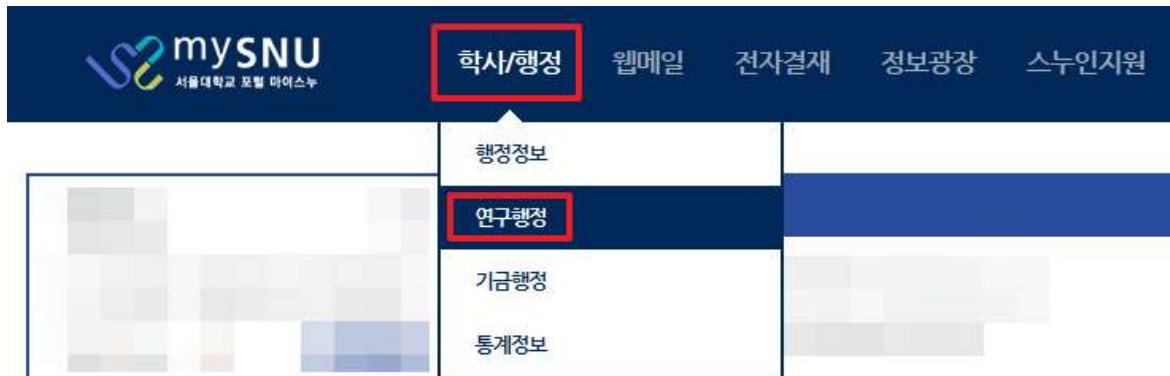 mySNU
서울대학교 포털 마이스누
학사/행정 웹메일 전자결재 정보광장 스누인지원
행정정보
연구행정
기금행정
통계정보